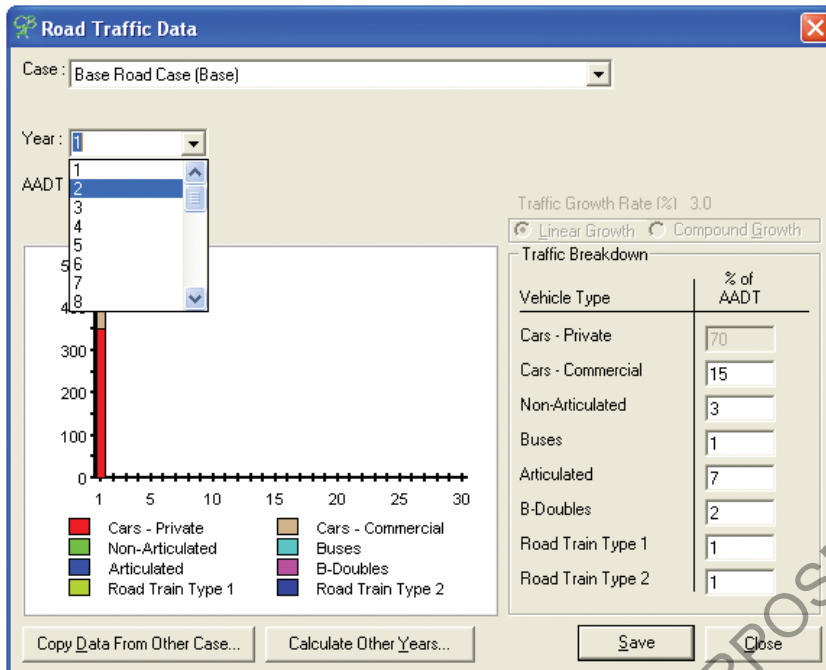 Road Traffic Data
Case : Base Road Case (Base)
Year : 1
1
2
3
4
5
6
7
8
AADT
Traffic Growth Rate (%) 3.0
Linear Growth Compound Growth
Traffic Breakdown
Vehicle Type % of AADT
Cars - Private 70
Cars - Commercial 15
Non-Articulated 3
Buses 1
Articulated 7
B-Doubles 2
Road Train Type 1 1
Road Train Type 2 1
300
200
100
0
1 5 10 15 20 25 30
Cars - Private Cars - Commercial
Non-Articulated Buses
Articulated B-Doubles
Road Train Type 1 Road Train Type 2
Copy Data From Other Case... Calculate Other Years... Save Close